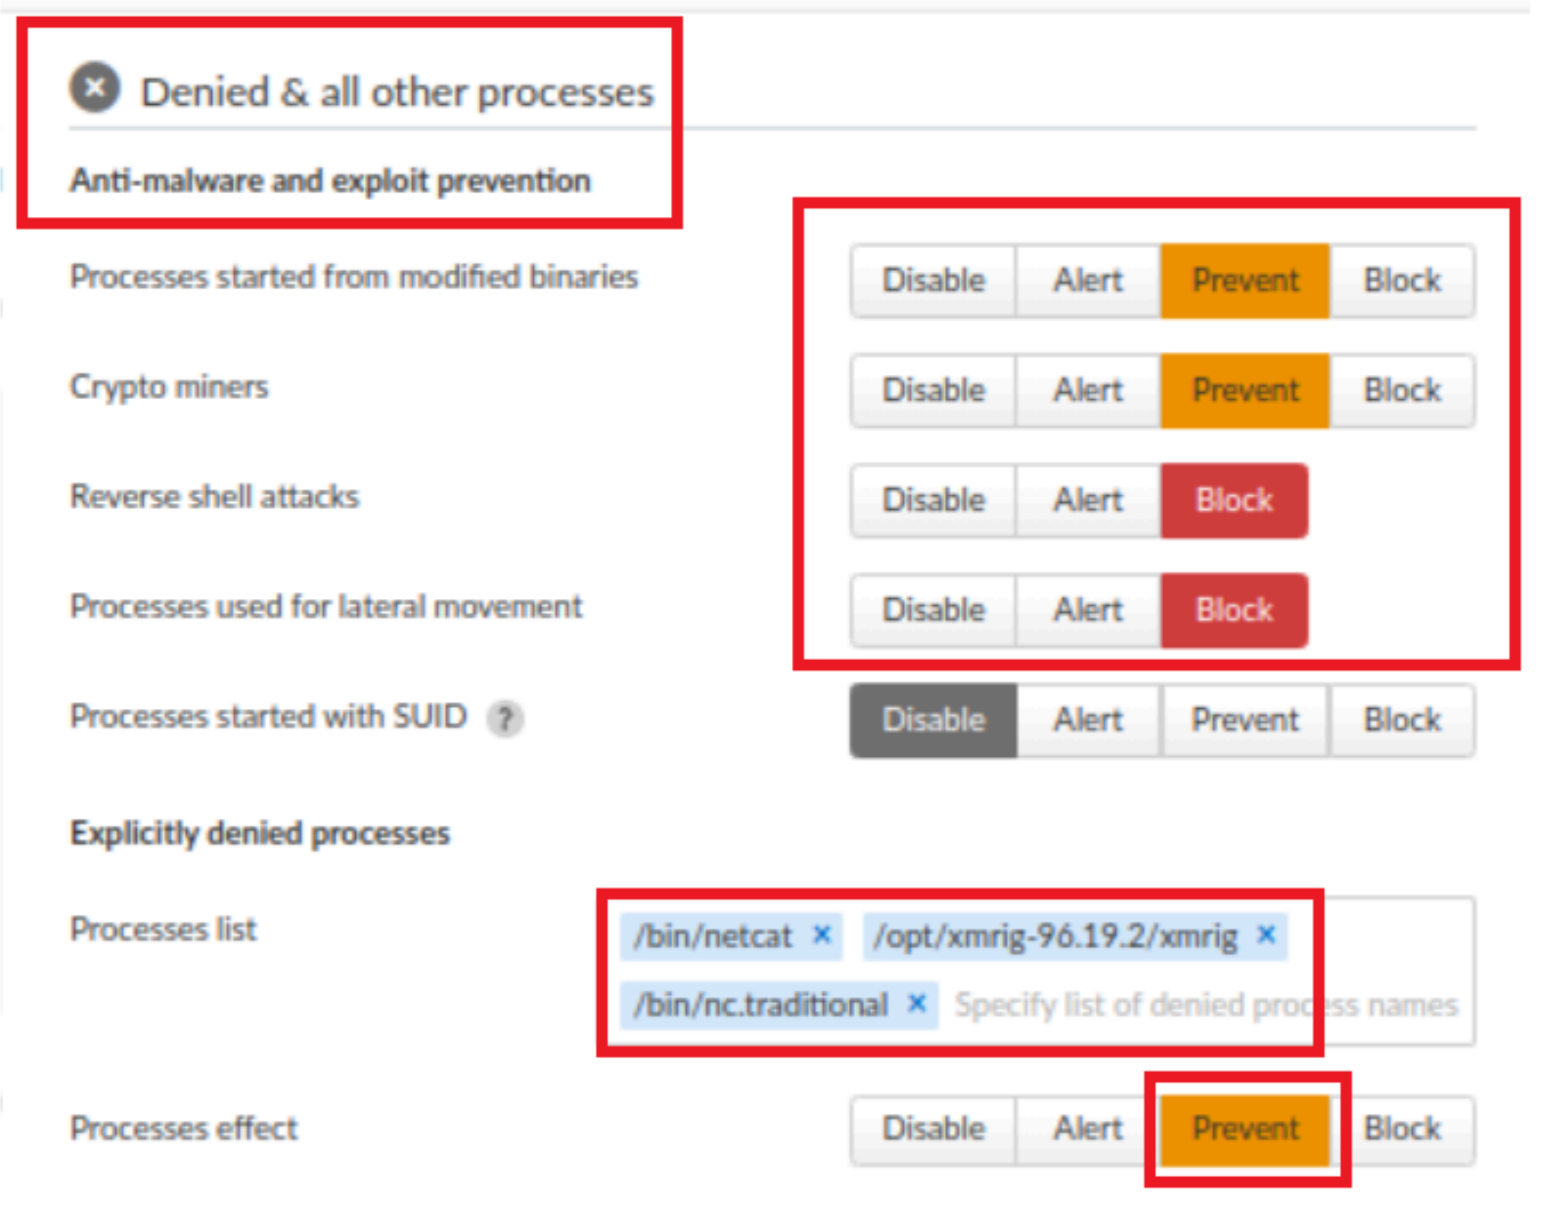 Denied & all other processes
Anti-malware and exploit prevention
Processes started from modified binaries Disable Alert Prevent Block
Crypto miners Disable Alert Prevent Block
Reverse shell attacks Disable Alert Block
Processes used for lateral movement Disable Alert Block
Processes started with SUID ? Disable Alert Prevent Block
Explicitly denied processes
Processes list /bin/netcat × /opt/xmrig-96.19.2/xmrig ×
/bin/nc.traditional × Specify list of denied process names
Processes effect Disable Alert Prevent Block